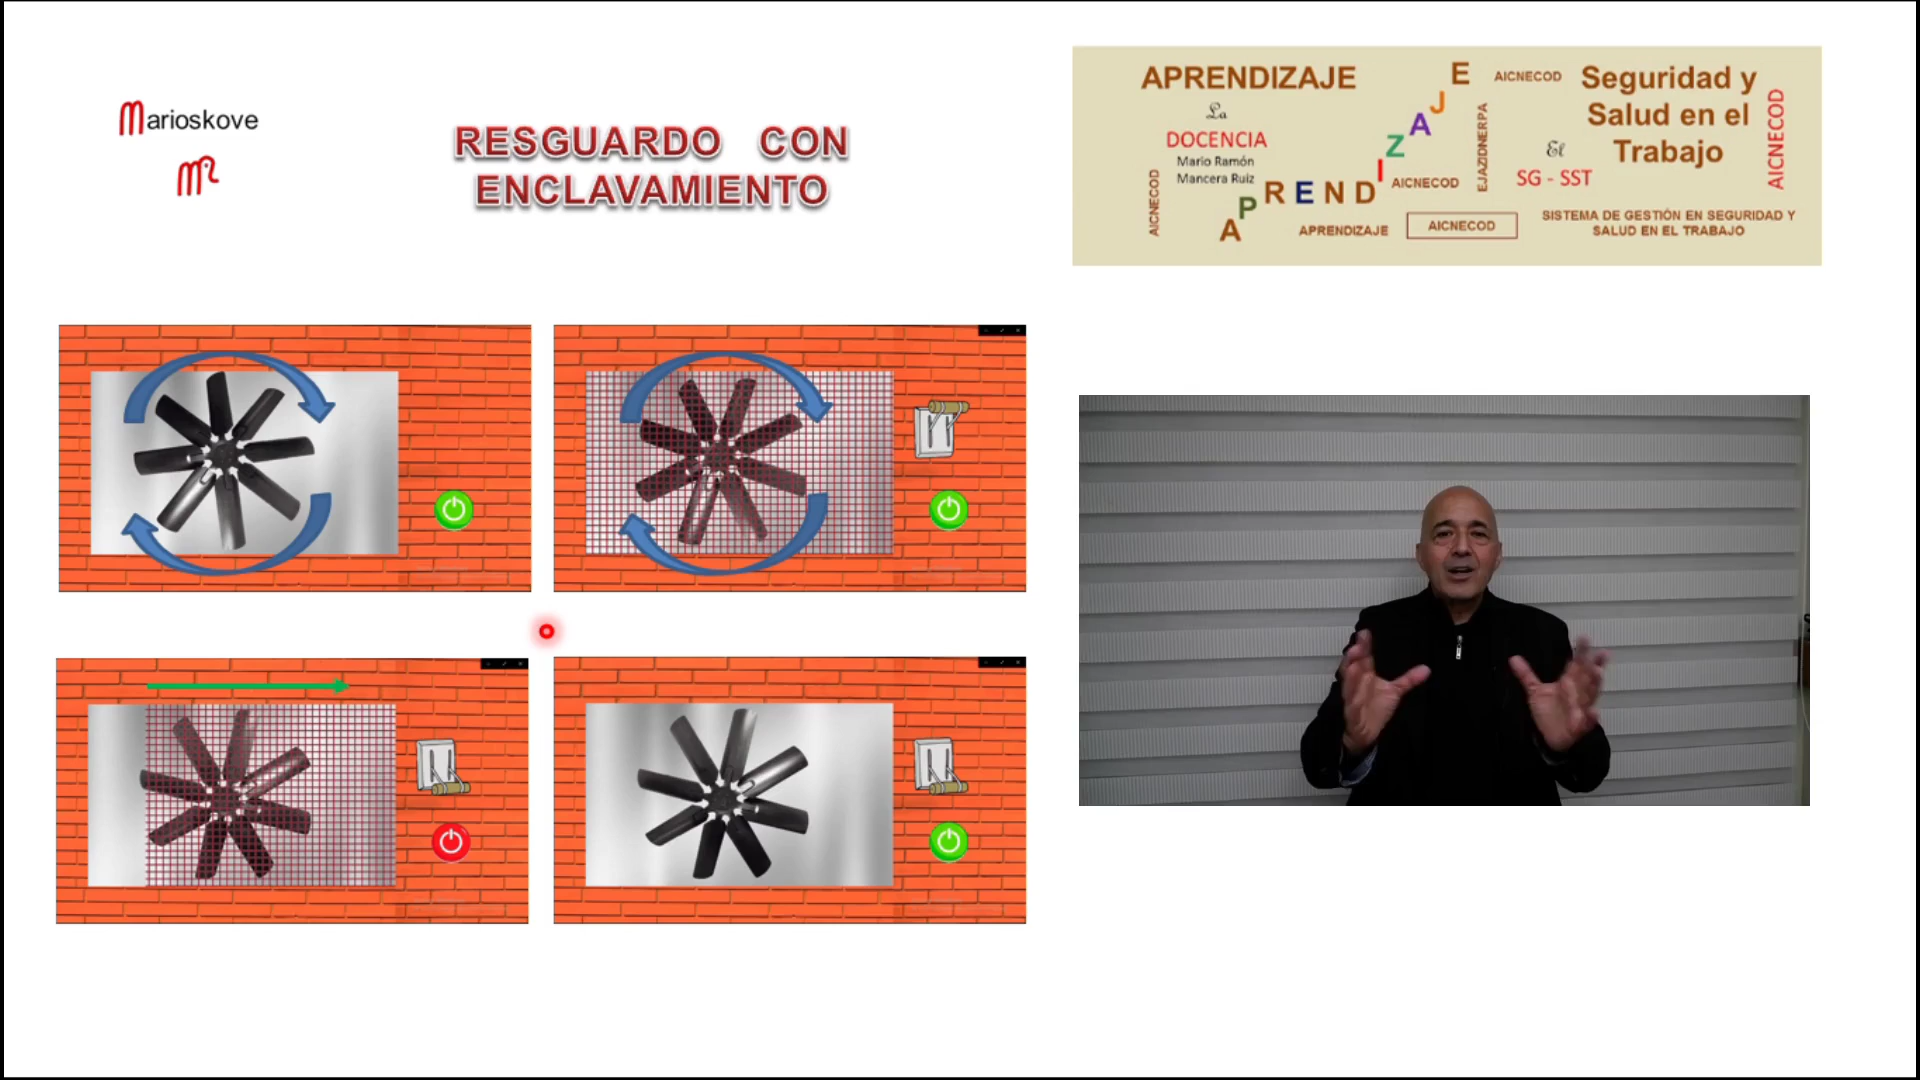 Marioskove
RESGUARDO CON
ENCLAVAMIENTO
APRENDIZAJE
La
DOCENCIA
Mario Ramón
Mancera Ruiz
AICNECOD
APRENDIZAJE
APRENDIZAJE
AICNECOD
AICNECOD
AICNECOD
EJAZIDNERPA
El
SG - SST
Seguridad y
Salud en el
Trabajo
AICNECOD
SISTEMA DE GESTIÓN EN SEGURIDAD Y
SALUD EN EL TRABAJO